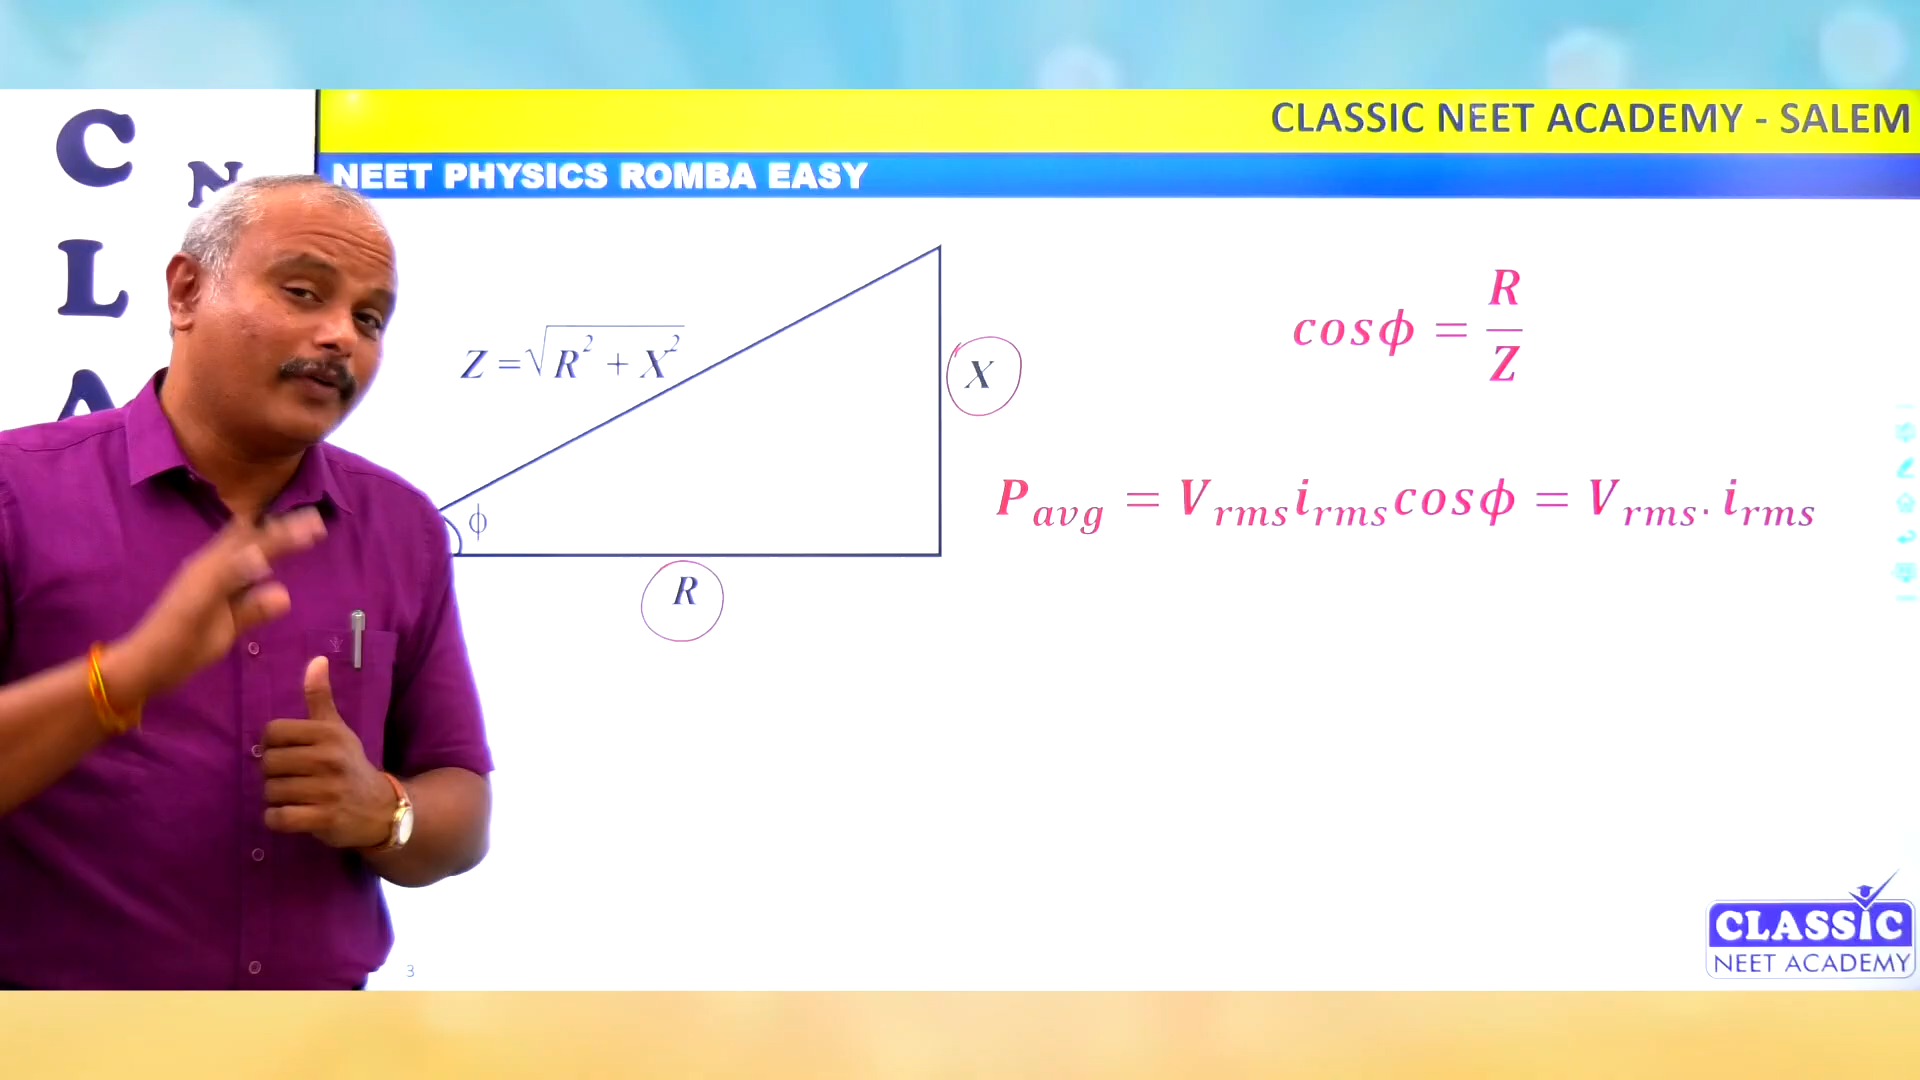 CLASSIC NEET ACADEMY - SALEM
C
N
NEET PHYSICS ROMBA EASY
L
A
Z = √(R² + X²)
X
cosϕ = R/Z
ϕ
P_avg = V_rms i_rms cosϕ = V_rms . i_rms
R
CLASSIC
NEET ACADEMY
3